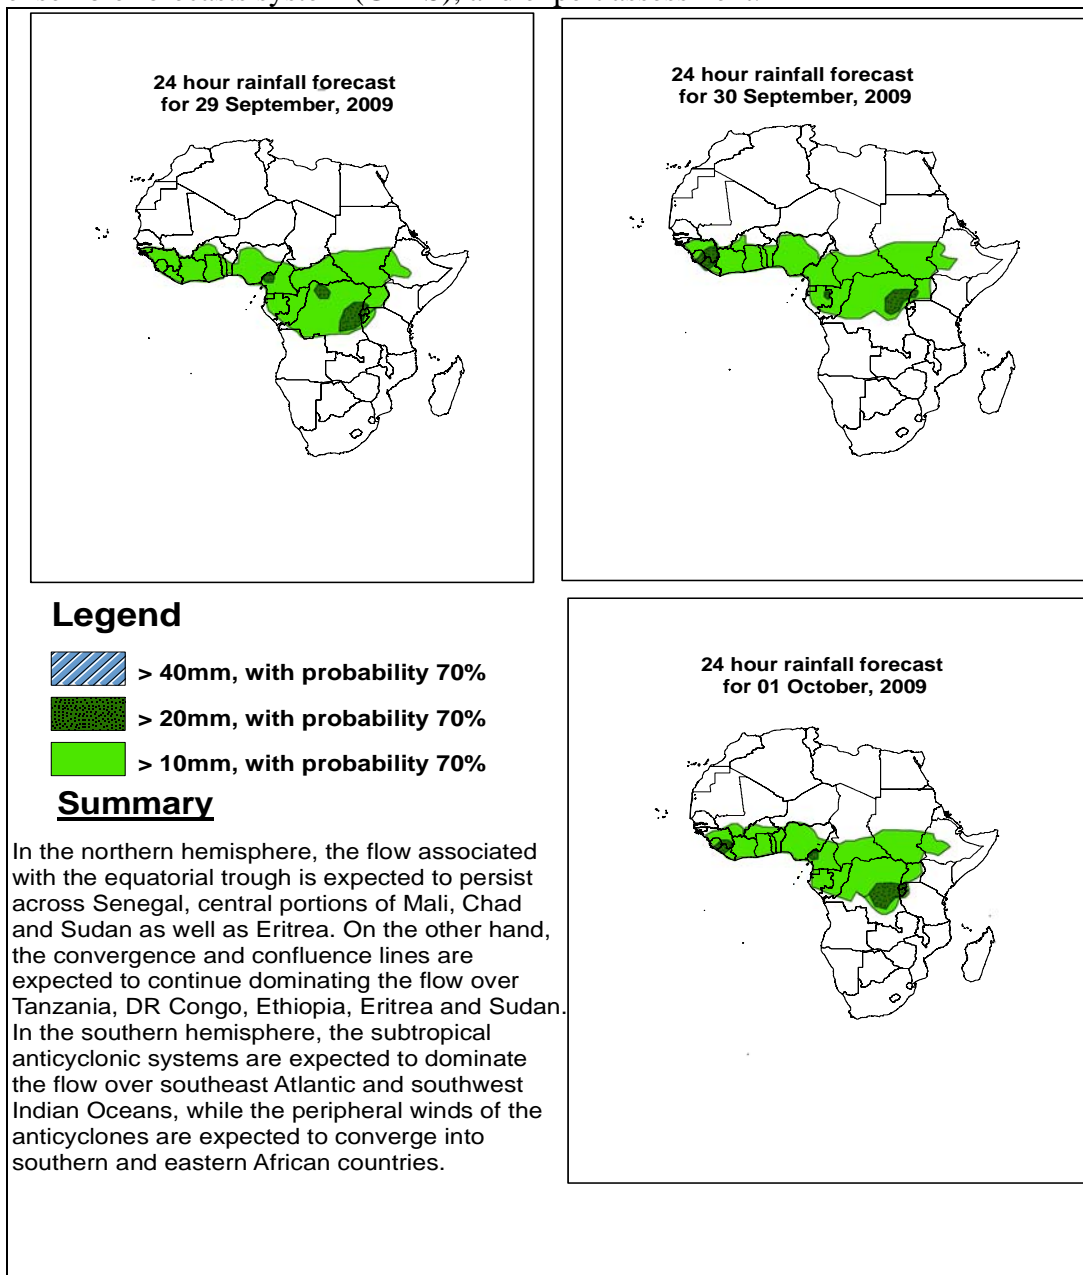 24 hour rainfall forecast
for 29 September, 2009
24 hour rainfall forecast
for 30 September, 2009
Legend
> 40mm, with probability 70%
> 20mm, with probability 70%
> 10mm, with probability 70%
Summary
In the northern hemisphere, the flow associated
with the equatorial trough is expected to persist
across Senegal, central portions of Mali, Chad
and Sudan as well as Eritrea. On the other hand,
the convergence and confluence lines are
expected to continue dominating the flow over
Tanzania, DR Congo, Ethiopia, Eritrea and Sudan.
In the southern hemisphere, the subtropical
anticyclonic systems are expected to dominate
the flow over southeast Atlantic and southwest
Indian Oceans, while the peripheral winds of the
anticyclones are expected to converge into
southern and eastern African countries.
24 hour rainfall forecast
for 01 October, 2009